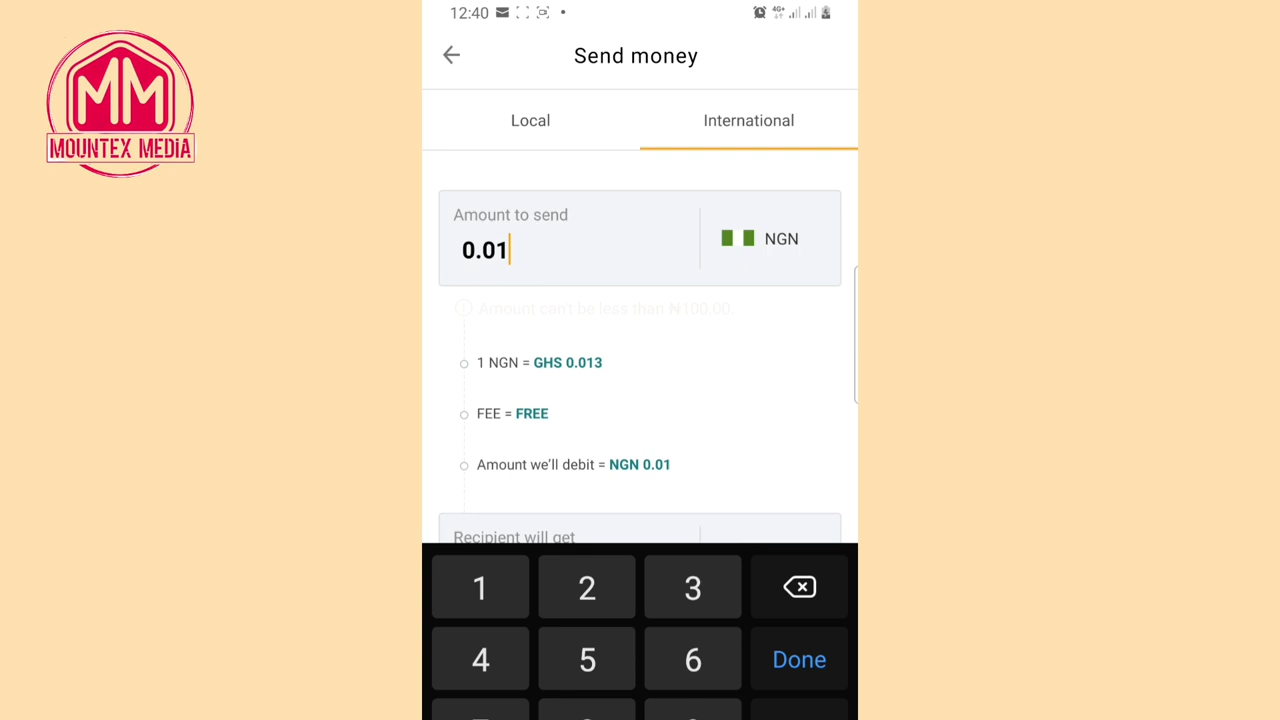 MM
MOUNTEX MEDIA
12:40
4G+
Send money
Local
International
Amount to send
0.01
NGN
Amount can't be less than ₦100.00.
1 NGN = GHS 0.013
FEE = FREE
Amount we'll debit = NGN 0.01
Recipient will get
1 2 3
4 5 6 Done